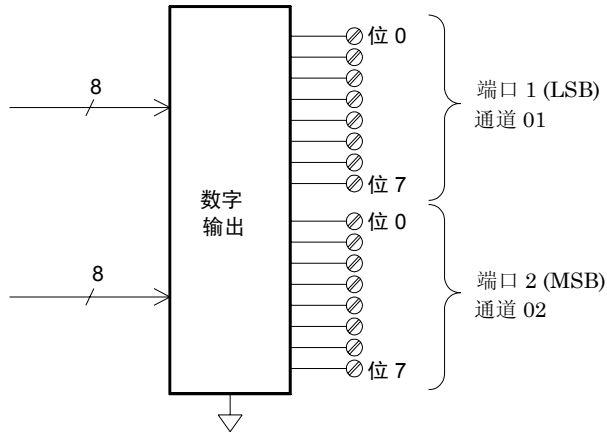 8
8
数字
输出
位 0
位 7
位 0
位 7
端口 1 (LSB)
通道 01
端口 2 (MSB)
通道 02